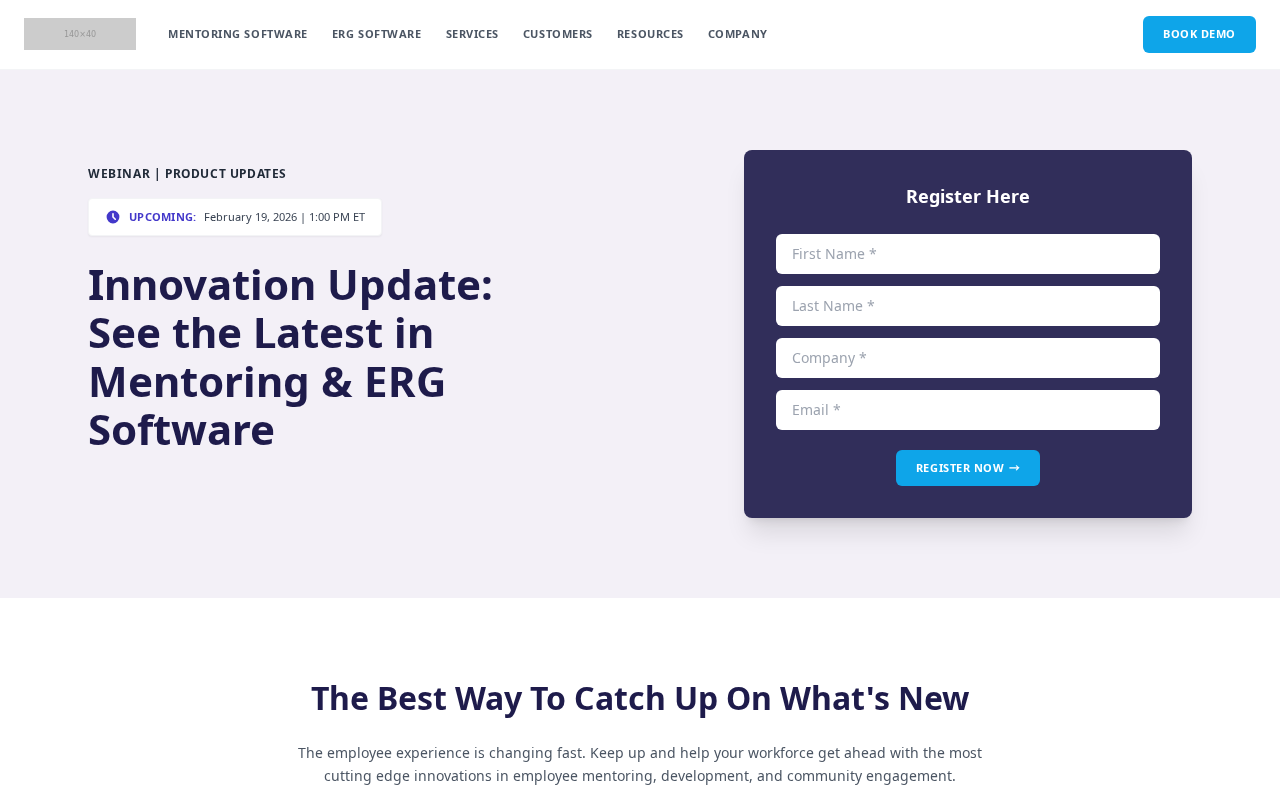 140×40
MENTORING SOFTWARE
ERG SOFTWARE
SERVICES
CUSTOMERS
RESOURCES
COMPANY
BOOK DEMO
WEBINAR | PRODUCT UPDATES
UPCOMING: February 19, 2026 | 1:00 PM ET
Innovation Update:
See the Latest in
Mentoring & ERG
Software
Register Here
First Name *
Last Name *
Company *
Email *
REGISTER NOW →
The Best Way To Catch Up On What's New
The employee experience is changing fast. Keep up and help your workforce get ahead with the most
cutting edge innovations in employee mentoring, development, and community engagement.